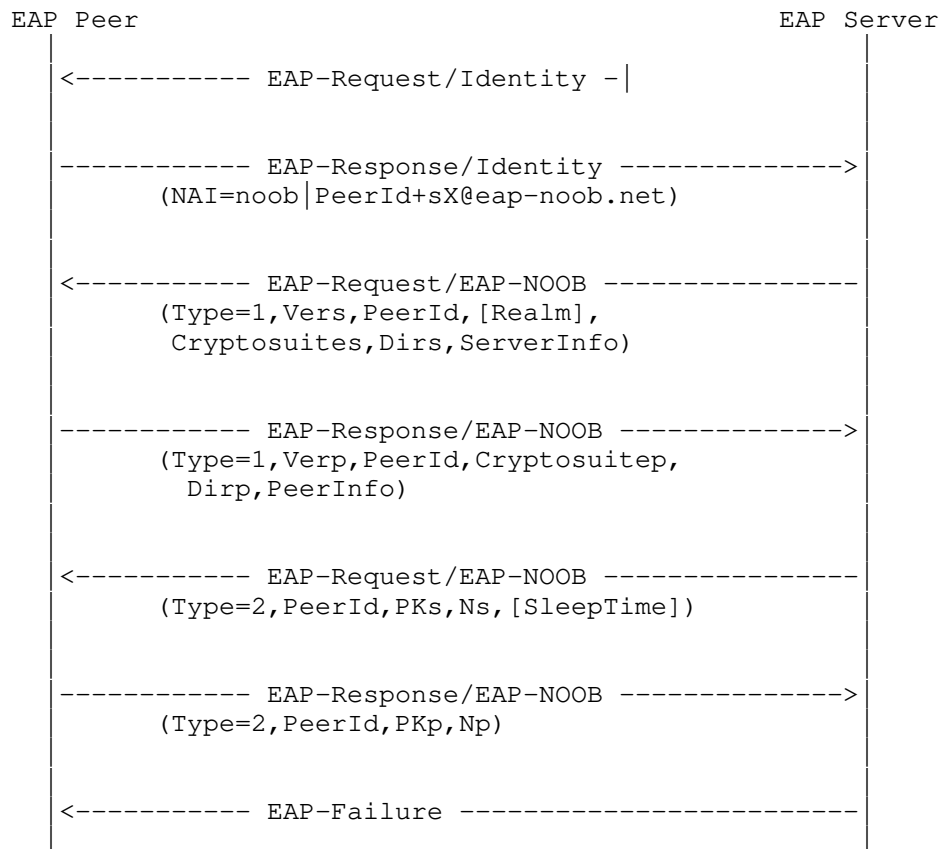 EAP Peer EAP Server
<----------- EAP-Request/Identity -|
------------ EAP-Response/Identity -------------->
(NAI=noob|PeerId+sX@eap-noob.net)
<----------- EAP-Request/EAP-NOOB ----------------
(Type=1,Vers,PeerId,[Realm],
Cryptosuites,Dirs,ServerInfo)
------------ EAP-Response/EAP-NOOB -------------->
(Type=1,Verp,PeerId,Cryptosuitep,
Dirp,PeerInfo)
<----------- EAP-Request/EAP-NOOB ----------------
(Type=2,PeerId,PKs,Ns,[SleepTime])
------------ EAP-Response/EAP-NOOB -------------->
(Type=2,PeerId,PKp,Np)
<----------- EAP-Failure -------------------------